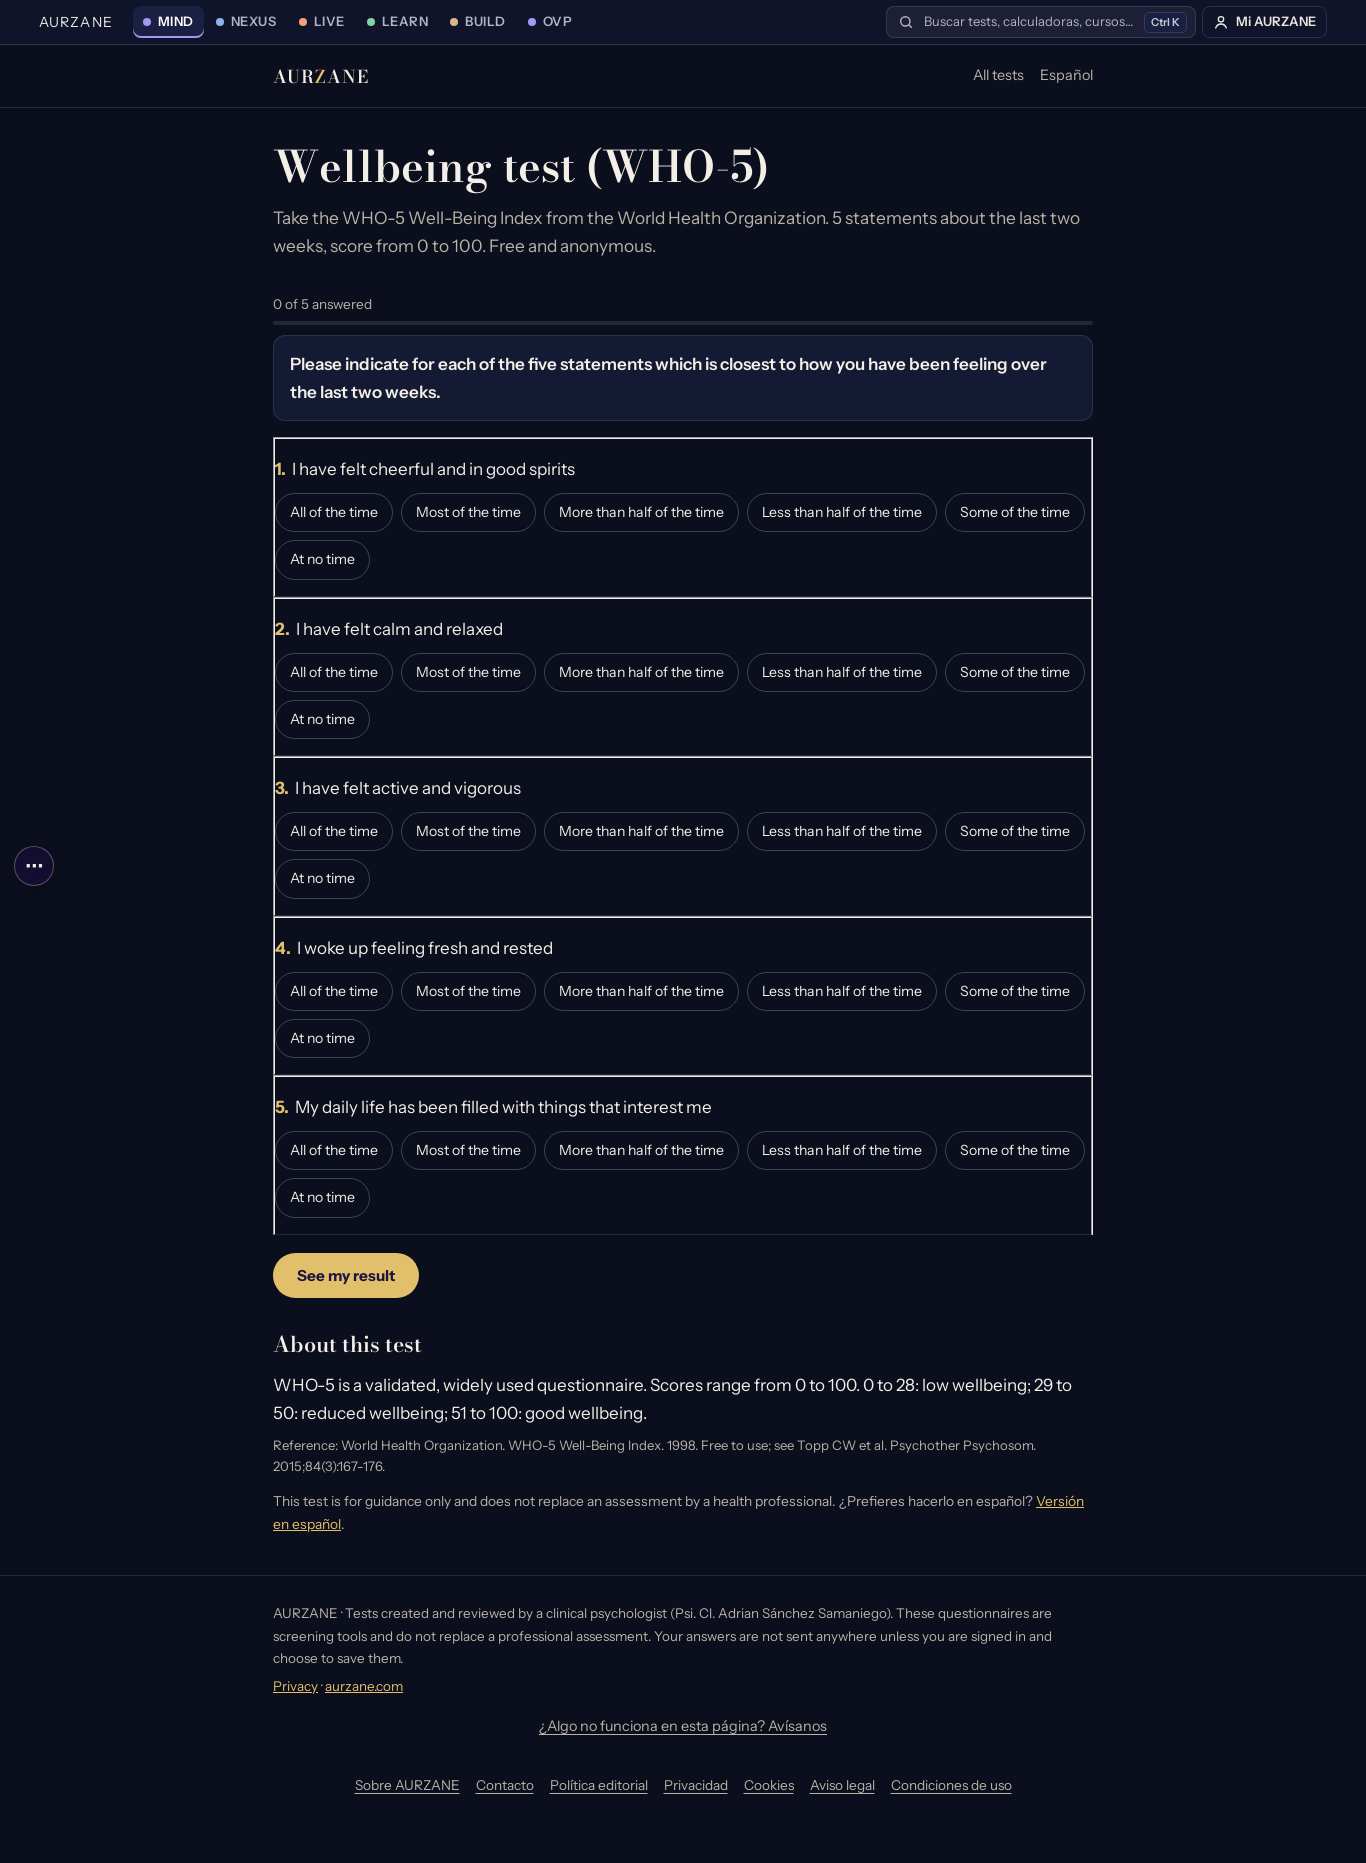 AURZANE MIND NEXUS LIVE LEARN BUILD OVP Buscar tests, calculadoras, cursos... Ctrl K Mi AURZANE
AURZANE All tests Español
Wellbeing test (WHO-5)
Take the WHO-5 Well-Being Index from the World Health Organization. 5 statements about the last two
weeks, score from 0 to 100. Free and anonymous.
0 of 5 answered
Please indicate for each of the five statements which is closest to how you have been feeling over
the last two weeks.
1. I have felt cheerful and in good spirits
All of the time Most of the time More than half of the time Less than half of the time Some of the time
At no time
2. I have felt calm and relaxed
All of the time Most of the time More than half of the time Less than half of the time Some of the time
At no time
3. I have felt active and vigorous
All of the time Most of the time More than half of the time Less than half of the time Some of the time
At no time
4. I woke up feeling fresh and rested
All of the time Most of the time More than half of the time Less than half of the time Some of the time
At no time
5. My daily life has been filled with things that interest me
All of the time Most of the time More than half of the time Less than half of the time Some of the time
At no time
See my result
About this test
WHO-5 is a validated, widely used questionnaire. Scores range from 0 to 100. 0 to 28: low wellbeing; 29 to
50: reduced wellbeing; 51 to 100: good wellbeing.
Reference: World Health Organization. WHO-5 Well-Being Index. 1998. Free to use; see Topp CW et al. Psychother Psychosom.
2015;84(3):167-176.
This test is for guidance only and does not replace an assessment by a health professional. ¿Prefieres hacerlo en español? Versión
en español.
AURZANE · Tests created and reviewed by a clinical psychologist (Psi. Cl. Adrian Sánchez Samaniego). These questionnaires are
screening tools and do not replace a professional assessment. Your answers are not sent anywhere unless you are signed in and
choose to save them.
Privacy · aurzane.com
¿Algo no funciona en esta página? Avísanos
Sobre AURZANE Contacto Política editorial Privacidad Cookies Aviso legal Condiciones de uso